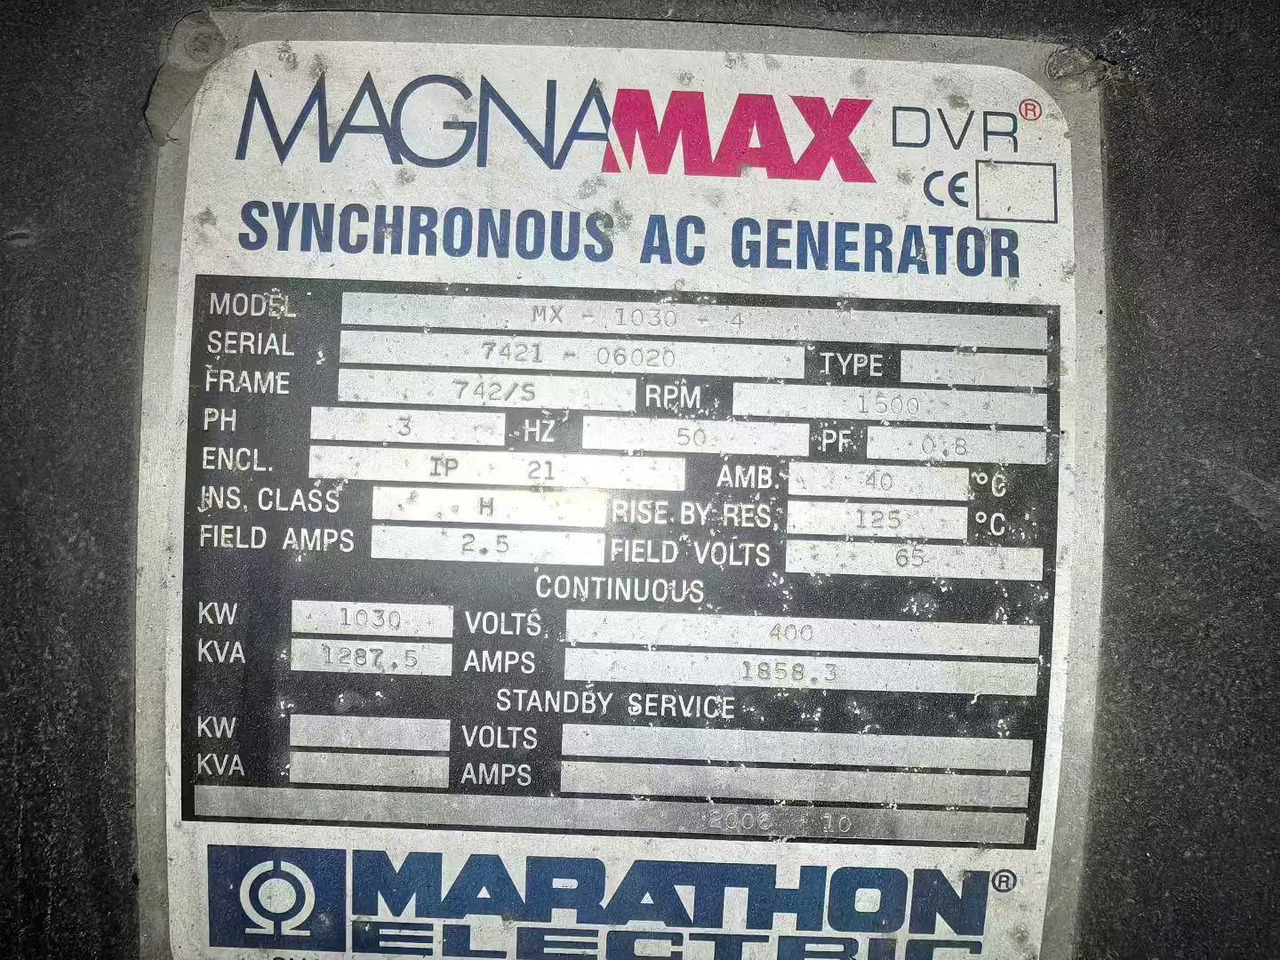 MAGNAMAX DVR®
CE
SYNCHRONOUS AC GENERATOR
MODEL MX - 1030 - 4
SERIAL 7421 - 06020 TYPE
FRAME 742/S RPM 1500
PH 3 HZ 50 PF 0.8
ENCL. IP 21 AMB. 40 °C
INS. CLASS H RISE BY RES. 125 °C
FIELD AMPS 2.5 FIELD VOLTS 65
CONTINUOUS
KW 1030 VOLTS 400
KVA 1287.5 AMPS 1858.3
STANDBY SERVICE
KW VOLTS
KVA AMPS
2006 10
MARATHON®
ELECTRIC